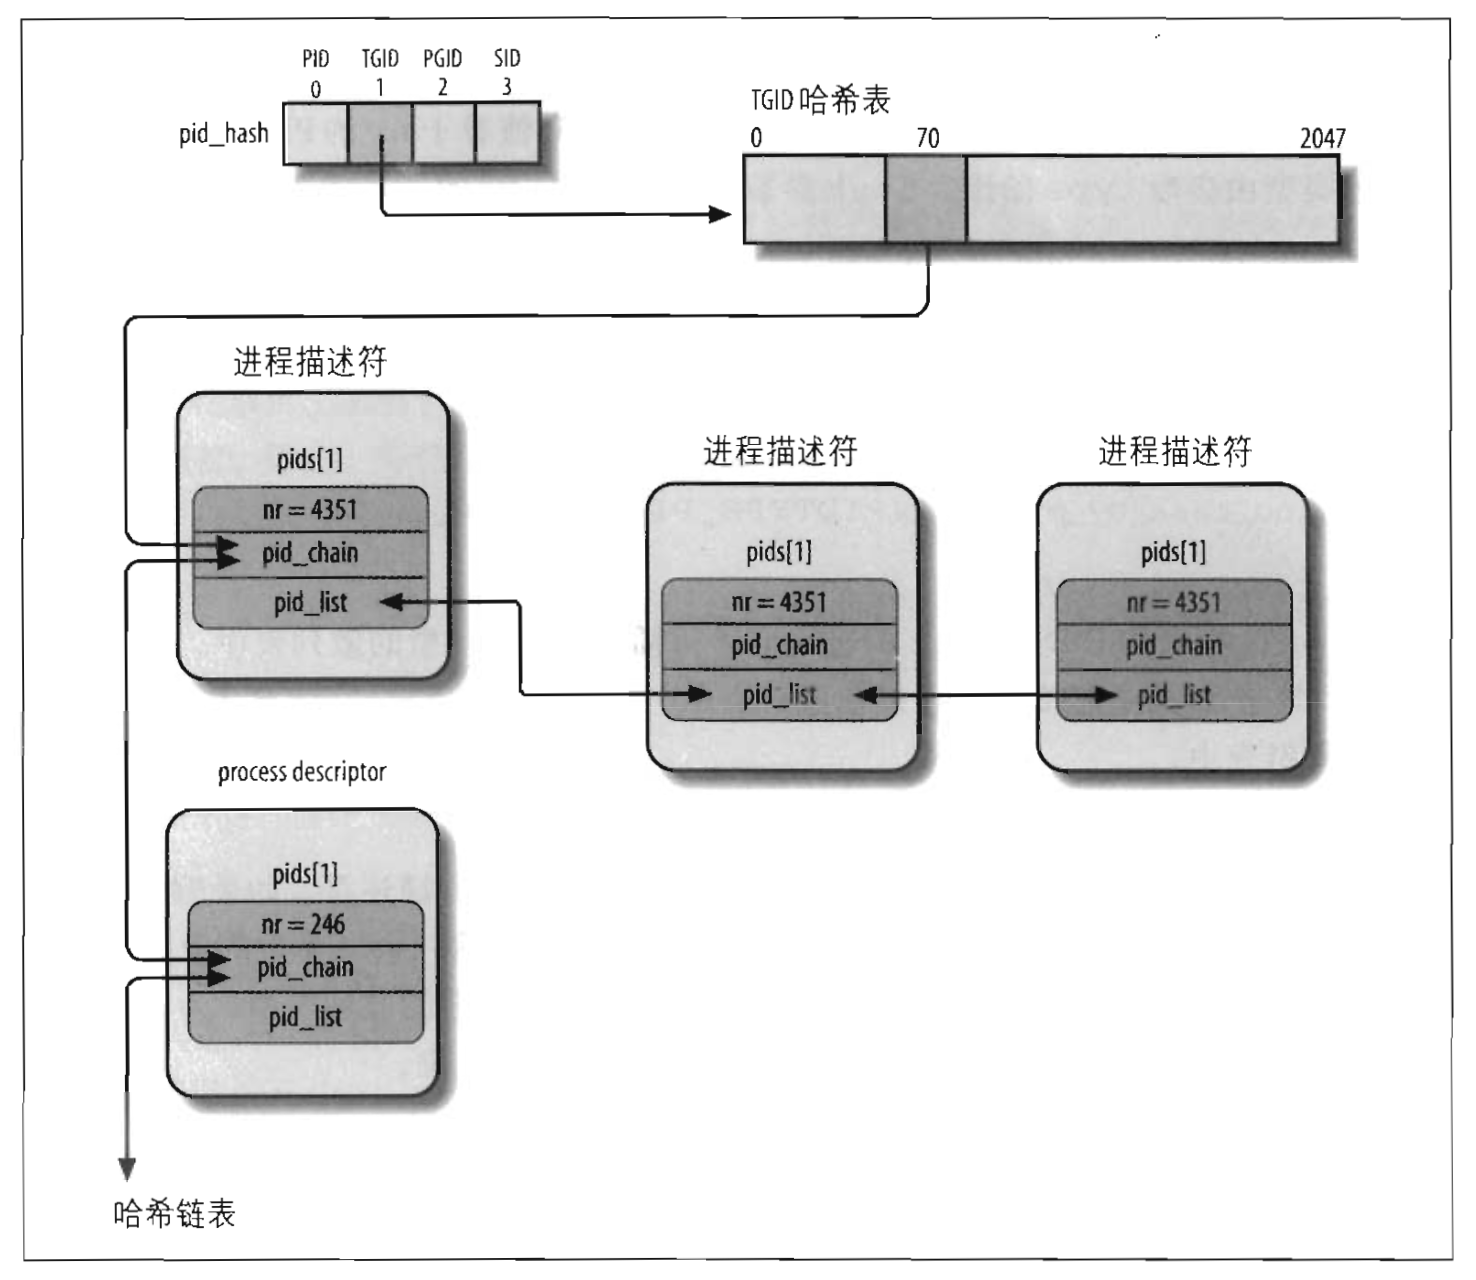 PID TGID PGID SID
0 1 2 3
pid_hash
TGID 哈希表
0 70 2047
进程描述符
pids[1]
nr = 4351
pid_chain
pid_list
进程描述符
pids[1]
nr = 4351
pid_chain
pid_list
进程描述符
pids[1]
nr = 4351
pid_chain
pid_list
process descriptor
pids[1]
nr = 246
pid_chain
pid_list
哈希链表